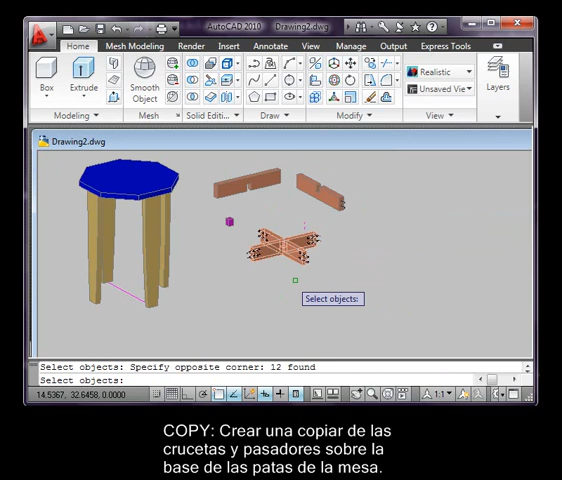 AutoCAD 2010 Drawing2.dwg
Home Mesh Modeling Render Insert Annotate View Manage Output Express Tools
Box Extrude Smooth Object Realistic Unsaved Vie Layers
Modeling Mesh Solid Editi... Draw Modify View
Drawing2.dwg
Select objects:
Select objects: Specify opposite corner: 12 found
Select objects:
14.5367, 32.6458, 0.0000 1:1
COPY: Crear una copiar de las
crucetas y pasadores sobre la
base de las patas de la mesa.